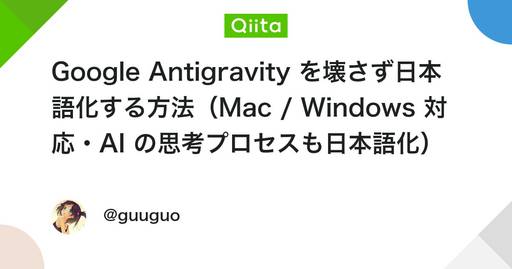 Qiita
Google Antigravity を壊さず日本
語化する方法（Mac / Windows 対
応・AI の思考プロセスも日本語化）
@guuguo